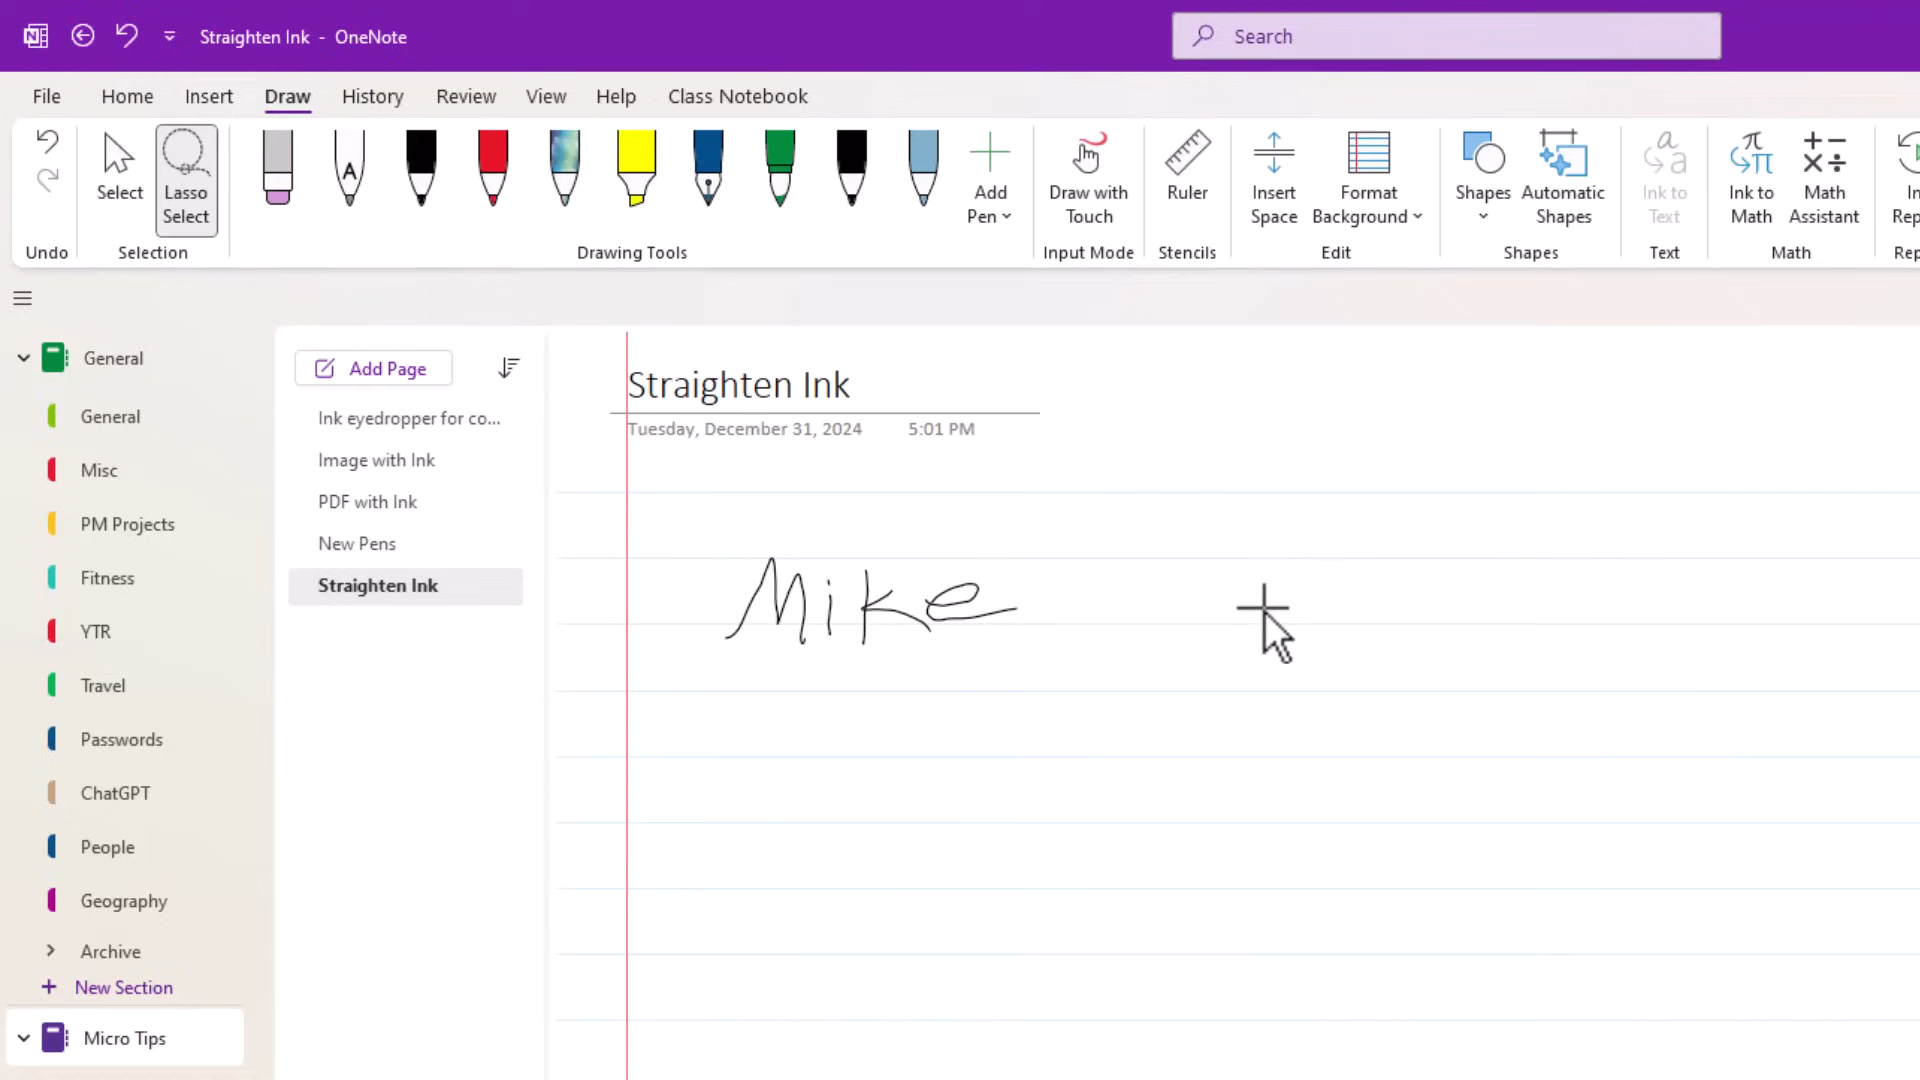 Straighten Ink - OneNote
Search
File Home Insert Draw History Review View Help Class Notebook
Select
Lasso Select
A
Add Pen
Draw with Touch
Ruler
Insert Space
Format Background
Shapes
Automatic Shapes
a a
Ink to Text
π π
Ink to Math
Math Assistant
Undo Selection Drawing Tools Input Mode Stencils Edit Shapes Text Math
General
General
Misc
PM Projects
Fitness
YTR
Travel
Passwords
ChatGPT
People
Geography
Archive
+ New Section
Micro Tips
Add Page
Ink eyedropper for co...
Image with Ink
PDF with Ink
New Pens
Straighten Ink
Straighten Ink
Tuesday, December 31, 2024 5:01 PM
Mike